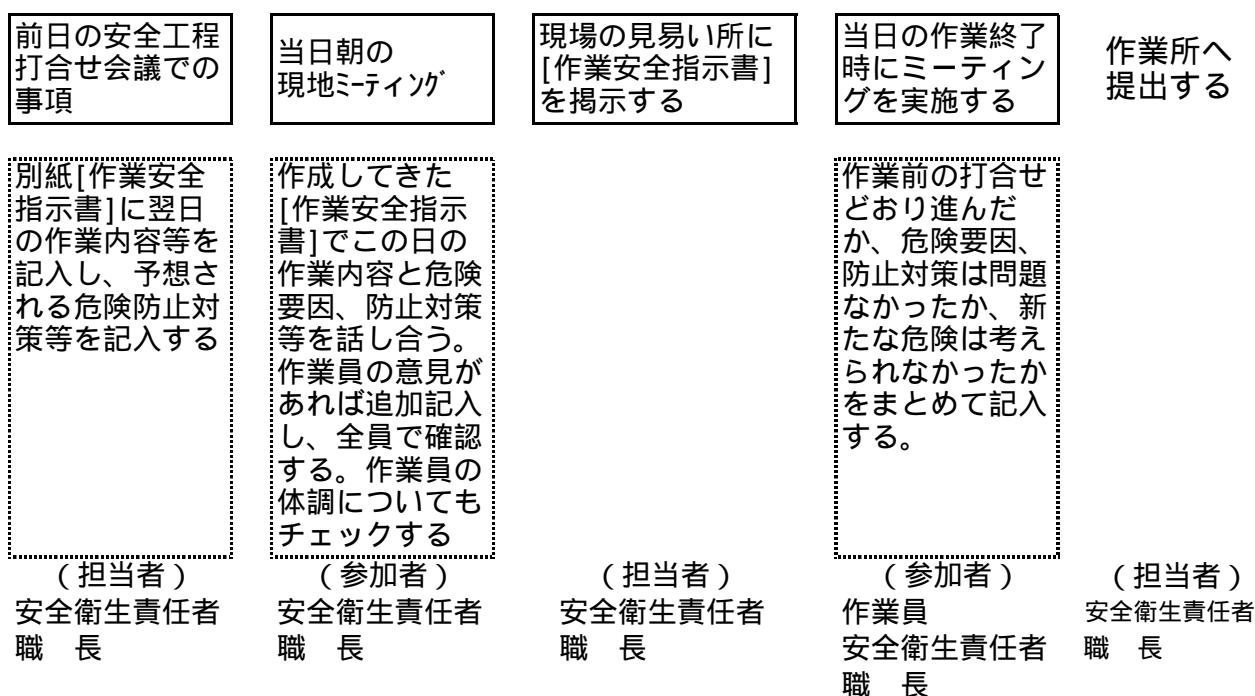 前日の安全工程
打合せ会議での
事項
当日朝の
現地ﾐｰﾃｨﾝｸﾞ
現場の見易い所に
[作業安全指示書]
を掲示する
当日の作業終了
時にミーティン
グを実施する
作業所へ
提出する
別紙[作業安全
指示書]に翌日
の作業内容等を
記入し、予想さ
れる危険防止対
策等を記入する
作成してきた
[作業安全指示
書]でこの日の
作業内容と危険
要因、防止対策
等を話し合う。
作業員の意見が
あれば追加記入
し、全員で確認
する。作業員の
体調についても
チェックする
作業前の打合せ
どおり進んだ
か、危険要因、
防止対策は問題
なかったか、新
たな危険は考え
られなかったか
をまとめて記入
する。
（担当者）
安全衛生責任者
職　長
（参加者）
安全衛生責任者
職　長
（担当者）
安全衛生責任者
職　長
（参加者）
作業員
安全衛生責任者
職　長
（担当者）
安全衛生責任者
職　長